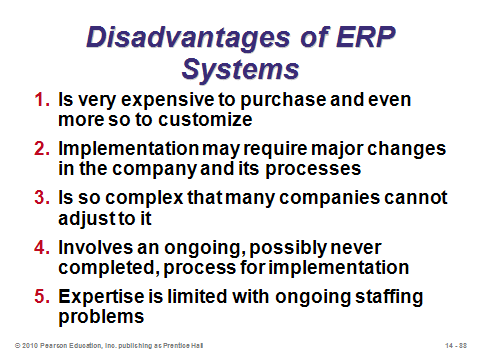 Disadvantages of ERP
Systems
1. Is very expensive to purchase and even
more so to customize
2. Implementation may require major changes
in the company and its processes
3. Is so complex that many companies cannot
adjust to it
4. Involves an ongoing, possibly never
completed, process for implementation
5. Expertise is limited with ongoing staffing
problems
© 2010 Pearson Education, Inc. publishing as Prentice Hall
14 - 88